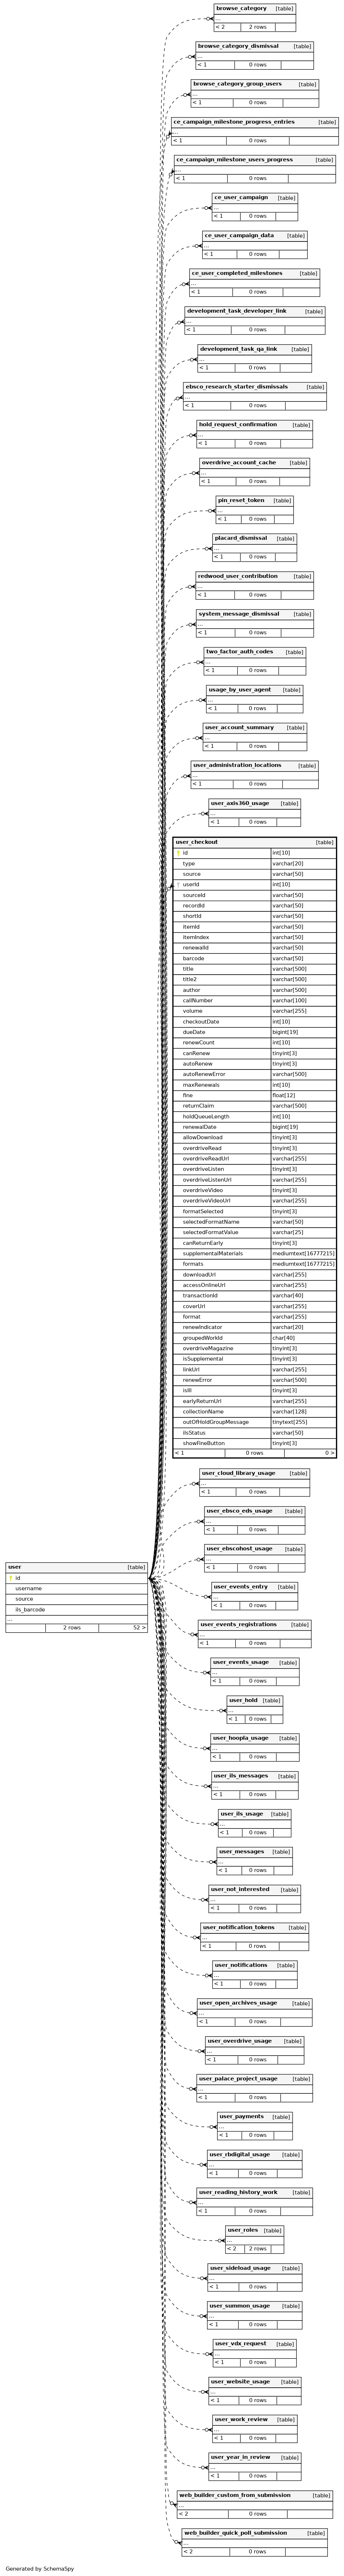 browse_category [table]
...
< 2 2 rows
browse_category_dismissal [table]
...
< 1 0 rows
browse_category_group_users [table]
...
< 1 0 rows
ce_campaign_milestone_progress_entries [table]
...
< 1 0 rows
ce_campaign_milestone_users_progress [table]
...
< 1 0 rows
ce_user_campaign [table]
...
< 1 0 rows
ce_user_campaign_data [table]
...
< 1 0 rows
ce_user_completed_milestones [table]
...
< 1 0 rows
development_task_developer_link [table]
...
< 1 0 rows
development_task_qa_link [table]
...
< 1 0 rows
ebsco_research_starter_dismissals [table]
...
< 1 0 rows
hold_request_confirmation [table]
...
< 1 0 rows
overdrive_account_cache [table]
...
< 1 0 rows
pin_reset_token [table]
...
< 1 0 rows
placard_dismissal [table]
...
< 1 0 rows
redwood_user_contribution [table]
...
< 1 0 rows
system_message_dismissal [table]
...
< 1 0 rows
two_factor_auth_codes [table]
...
< 1 0 rows
usage_by_user_agent [table]
...
< 1 0 rows
user_account_summary [table]
...
< 1 0 rows
user_administration_locations [table]
...
< 1 0 rows
user_axis360_usage [table]
...
< 1 0 rows
user_checkout [table]
id int[10]
type varchar[20]
source varchar[50]
userId int[10]
sourceId varchar[50]
recordId varchar[50]
shortId varchar[50]
itemId varchar[50]
itemIndex varchar[50]
renewalId varchar[50]
barcode varchar[50]
title varchar[500]
title2 varchar[500]
author varchar[500]
callNumber varchar[100]
volume varchar[255]
checkoutDate int[10]
dueDate bigint[19]
renewCount int[10]
canRenew tinyint[3]
autoRenew tinyint[3]
autoRenewError varchar[500]
maxRenewals int[10]
fine float[12]
returnClaim varchar[500]
holdQueueLength int[10]
renewalDate bigint[19]
allowDownload tinyint[3]
overdriveRead tinyint[3]
overdriveReadUrl varchar[255]
overdriveListen tinyint[3]
overdriveListenUrl varchar[255]
overdriveVideo tinyint[3]
overdriveVideoUrl varchar[255]
formatSelected tinyint[3]
selectedFormatName varchar[50]
selectedFormatValue varchar[25]
canReturnEarly tinyint[3]
supplementalMaterials mediumtext[16777215]
formats mediumtext[16777215]
downloadUrl varchar[255]
accessOnlineUrl varchar[255]
transactionId varchar[40]
coverUrl varchar[255]
format varchar[255]
renewIndicator varchar[20]
groupedWorkId char[40]
overdriveMagazine tinyint[3]
isSupplemental tinyint[3]
linkUrl varchar[255]
renewError varchar[500]
isIll tinyint[3]
earlyReturnUrl varchar[255]
collectionName varchar[128]
outOfHoldGroupMessage tinytext[255]
ilsStatus varchar[50]
showFineButton tinyint[3]
< 1 0 rows 0 >
user_cloud_library_usage [table]
...
< 1 0 rows
user_ebsco_eds_usage [table]
...
< 1 0 rows
user_ebscohost_usage [table]
...
< 1 0 rows
user [table]
id
username
source
ils_barcode
...
2 rows 52 >
user_events_entry [table]
...
< 1 0 rows
user_events_registrations [table]
...
< 1 0 rows
user_events_usage [table]
...
< 1 0 rows
user_hold [table]
...
< 1 0 rows
user_hoopla_usage [table]
...
< 1 0 rows
user_ils_messages [table]
...
< 1 0 rows
user_ils_usage [table]
...
< 1 0 rows
user_messages [table]
...
< 1 0 rows
user_not_interested [table]
...
< 1 0 rows
user_notification_tokens [table]
...
< 1 0 rows
user_notifications [table]
...
< 1 0 rows
user_open_archives_usage [table]
...
< 1 0 rows
user_overdrive_usage [table]
...
< 1 0 rows
user_palace_project_usage [table]
...
< 1 0 rows
user_payments [table]
...
< 1 0 rows
user_rbdigital_usage [table]
...
< 1 0 rows
user_reading_history_work [table]
...
< 1 0 rows
user_roles [table]
...
< 2 2 rows
user_sideload_usage [table]
...
< 1 0 rows
user_summon_usage [table]
...
< 1 0 rows
user_vdx_request [table]
...
< 1 0 rows
user_website_usage [table]
...
< 1 0 rows
user_work_review [table]
...
< 1 0 rows
user_year_in_review [table]
...
< 1 0 rows
web_builder_custom_from_submission [table]
...
< 2 0 rows
web_builder_quick_poll_submission [table]
...
< 2 0 rows
Generated by SchemaSpy